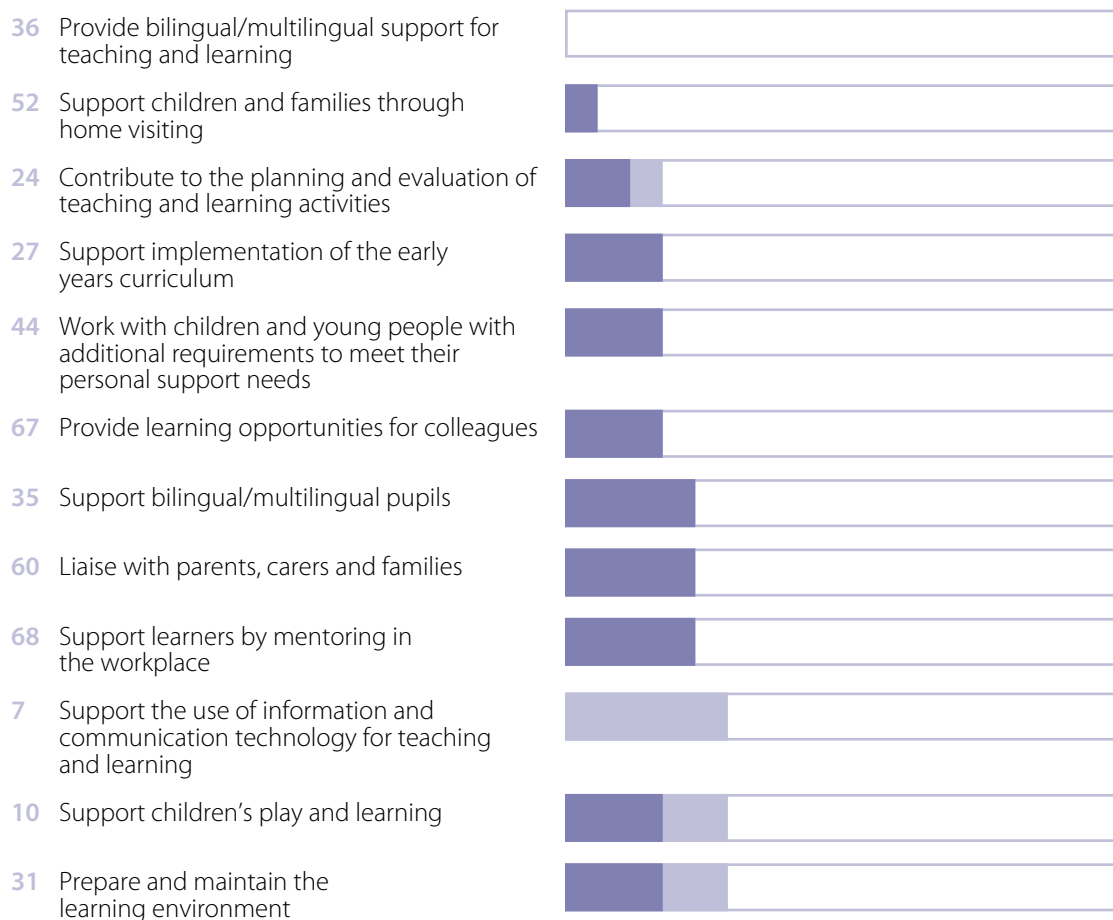 36 Provide bilingual/multilingual support for
teaching and learning
52 Support children and families through
home visiting
24 Contribute to the planning and evaluation of
teaching and learning activities
27 Support implementation of the early
years curriculum
44 Work with children and young people with
additional requirements to meet their
personal support needs
67 Provide learning opportunities for colleagues
35 Support bilingual/multilingual pupils
60 Liaise with parents, carers and families
68 Support learners by mentoring in
the workplace
7 Support the use of information and
communication technology for teaching
and learning
10 Support children’s play and learning
31 Prepare and maintain the
learning environment